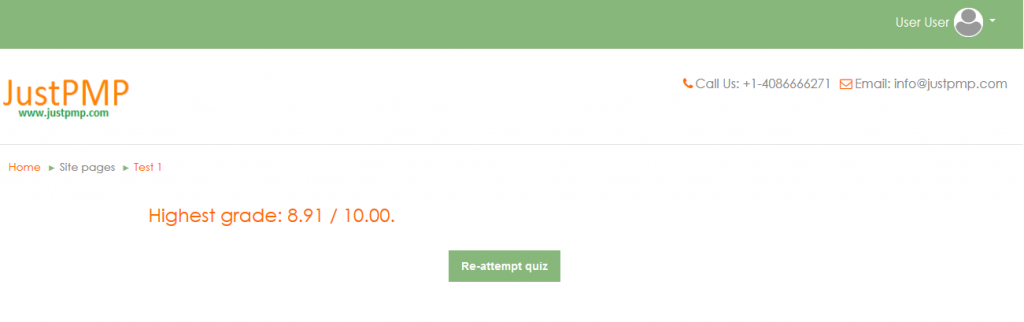 User User
JustPMP
www.justpmp.com
Call Us: +1-4086666271 Email: info@justpmp.com
Home ► Site pages ► Test 1
Highest grade: 8.91 / 10.00.
Re-attempt quiz